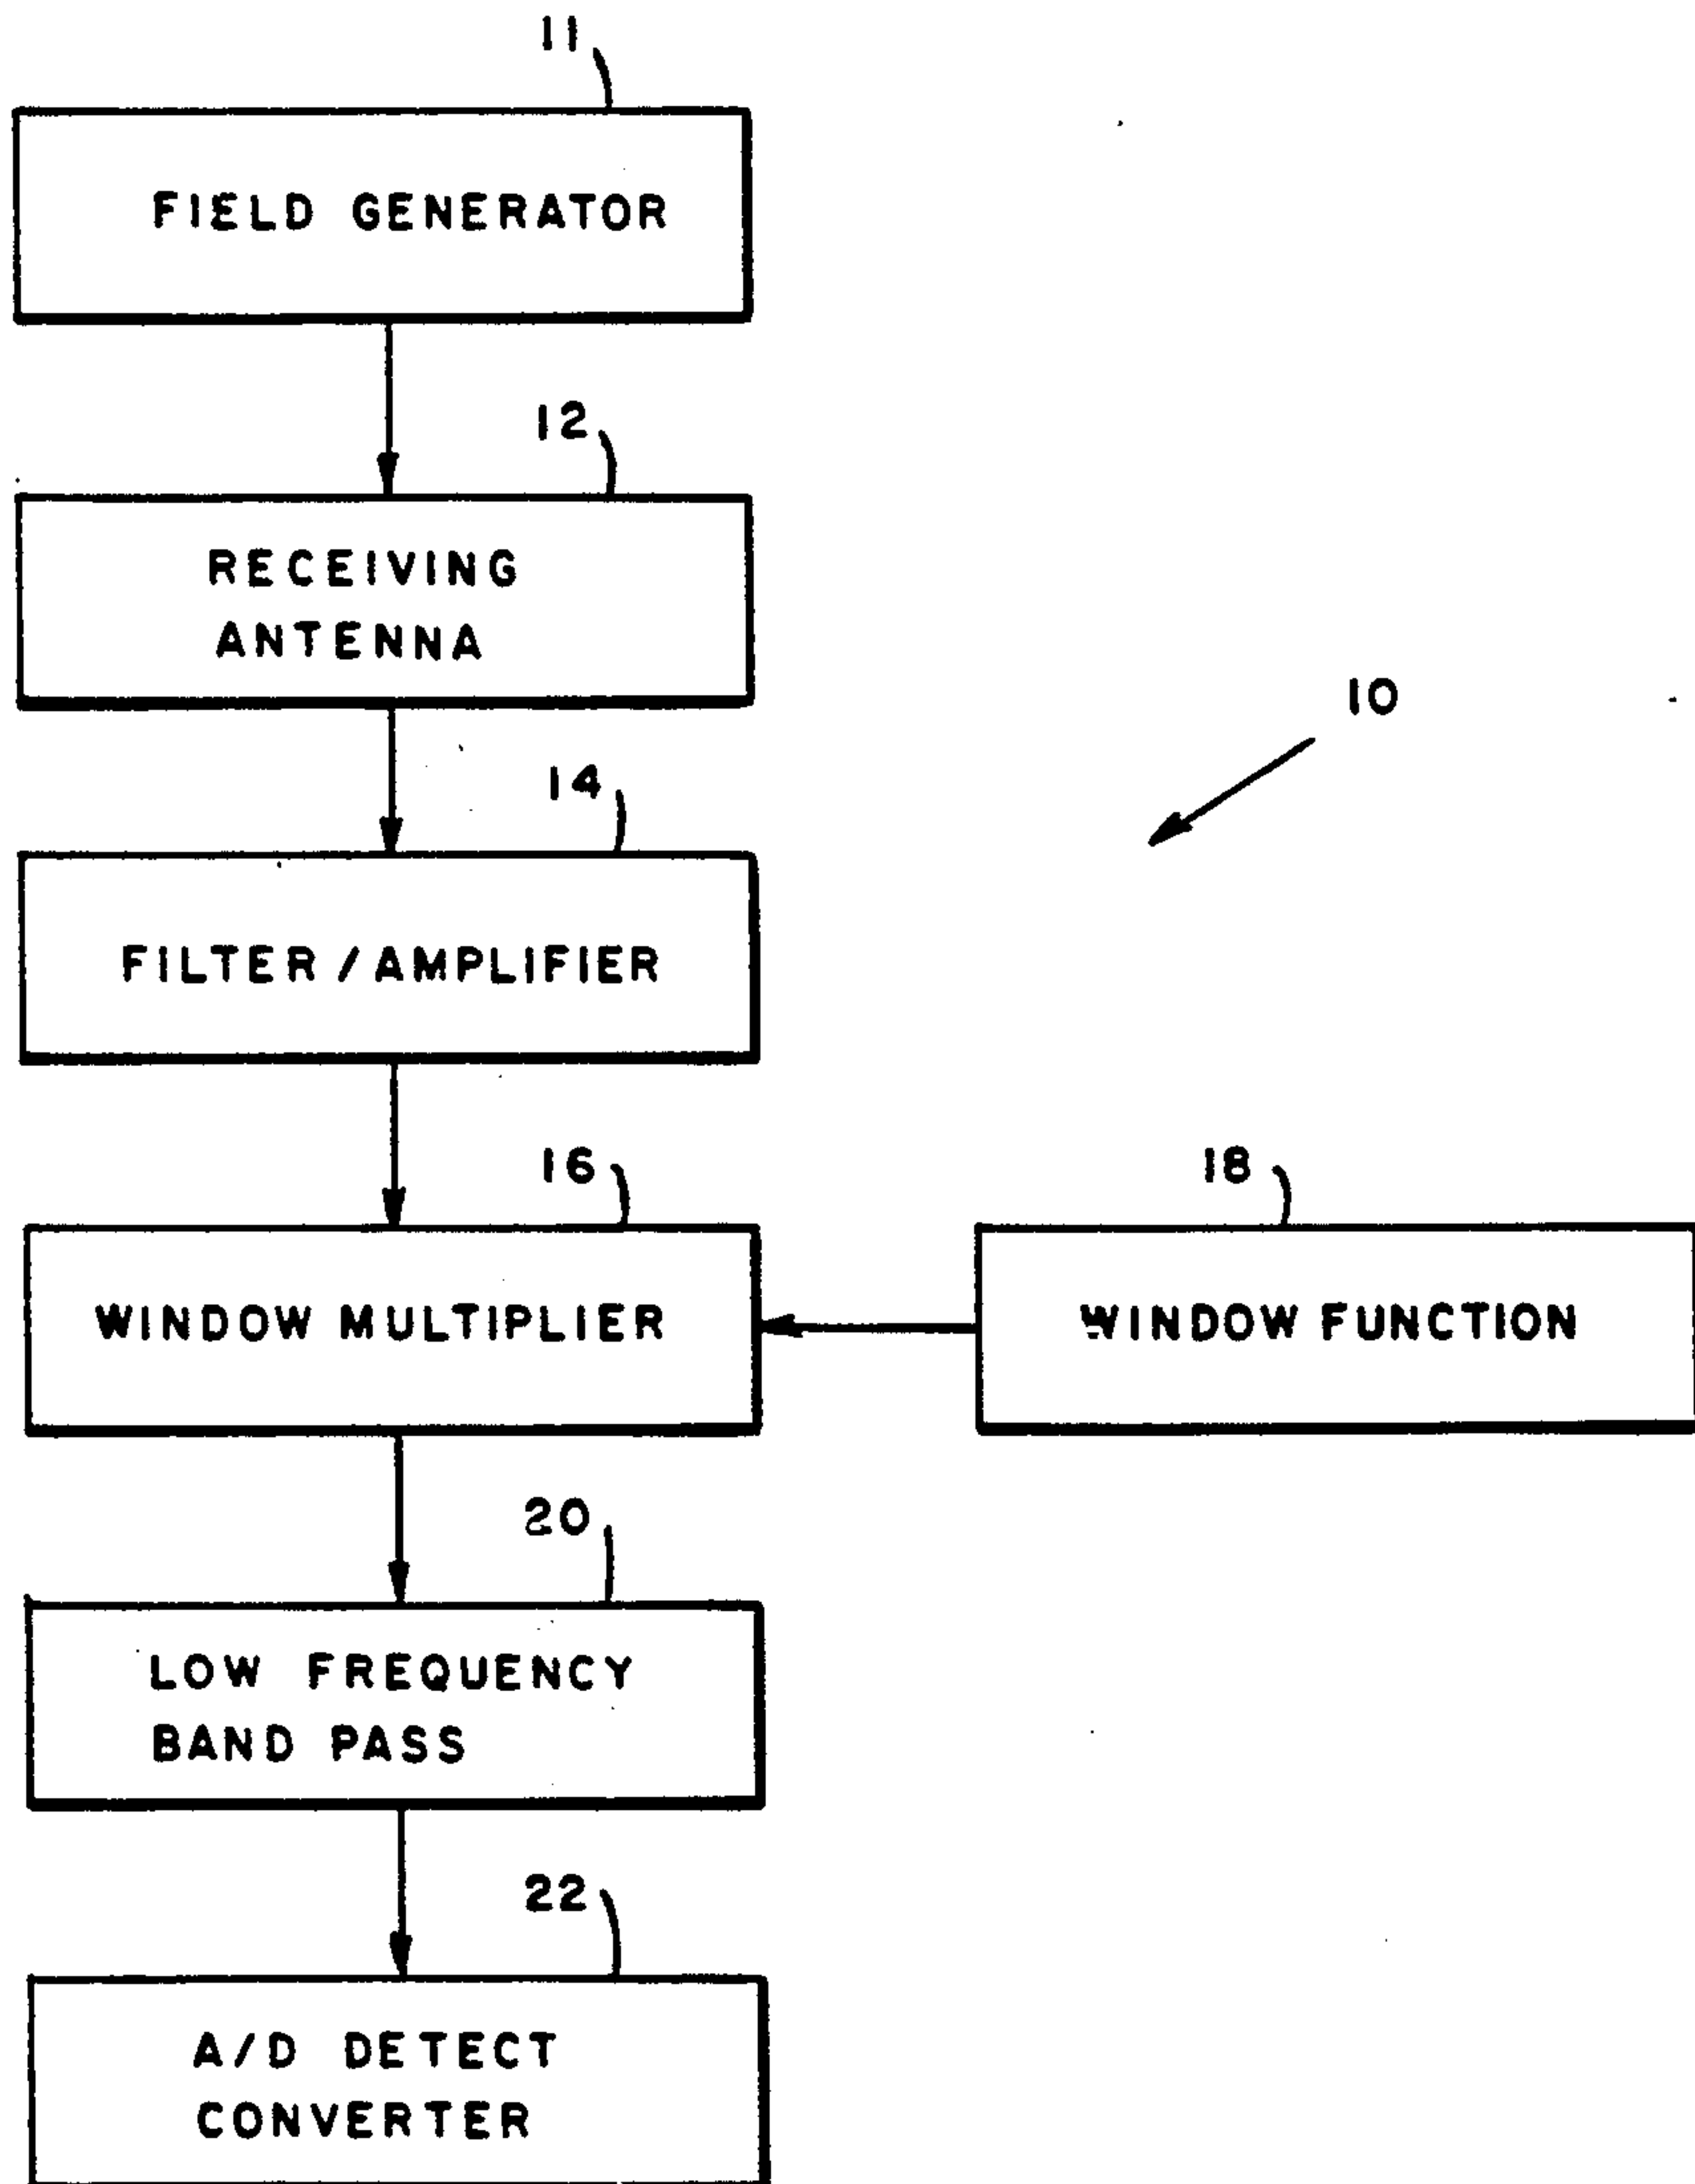 11
FIELD GENERATOR
12
RECEIVING
ANTENNA
10
14
FILTER / AMPLIFIER
16
18
WINDOW MULTIPLIER
WINDOW FUNCTION
20
LOW FREQUENCY
BAND PASS
22
A/D DETECT
CONVERTER